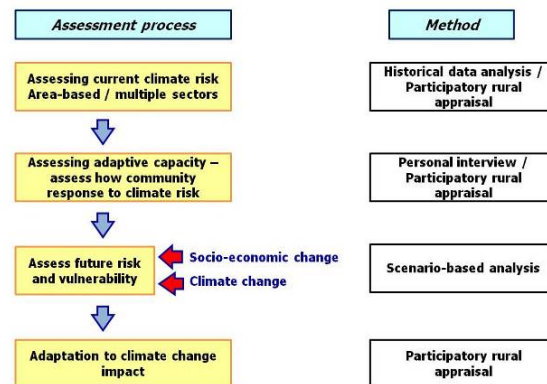 Assessment process
Method
Assessing current climate risk
Area-based / multiple sectors
Historical data analysis /
Participatory rural
appraisal
Assessing adaptive capacity –
assess how community
response to climate risk
Personal interview /
Participatory rural
appraisal
Assess future risk
and vulnerability
Socio-economic change
Climate change
Scenario-based analysis
Adaptation to climate change
impact
Participatory rural
appraisal